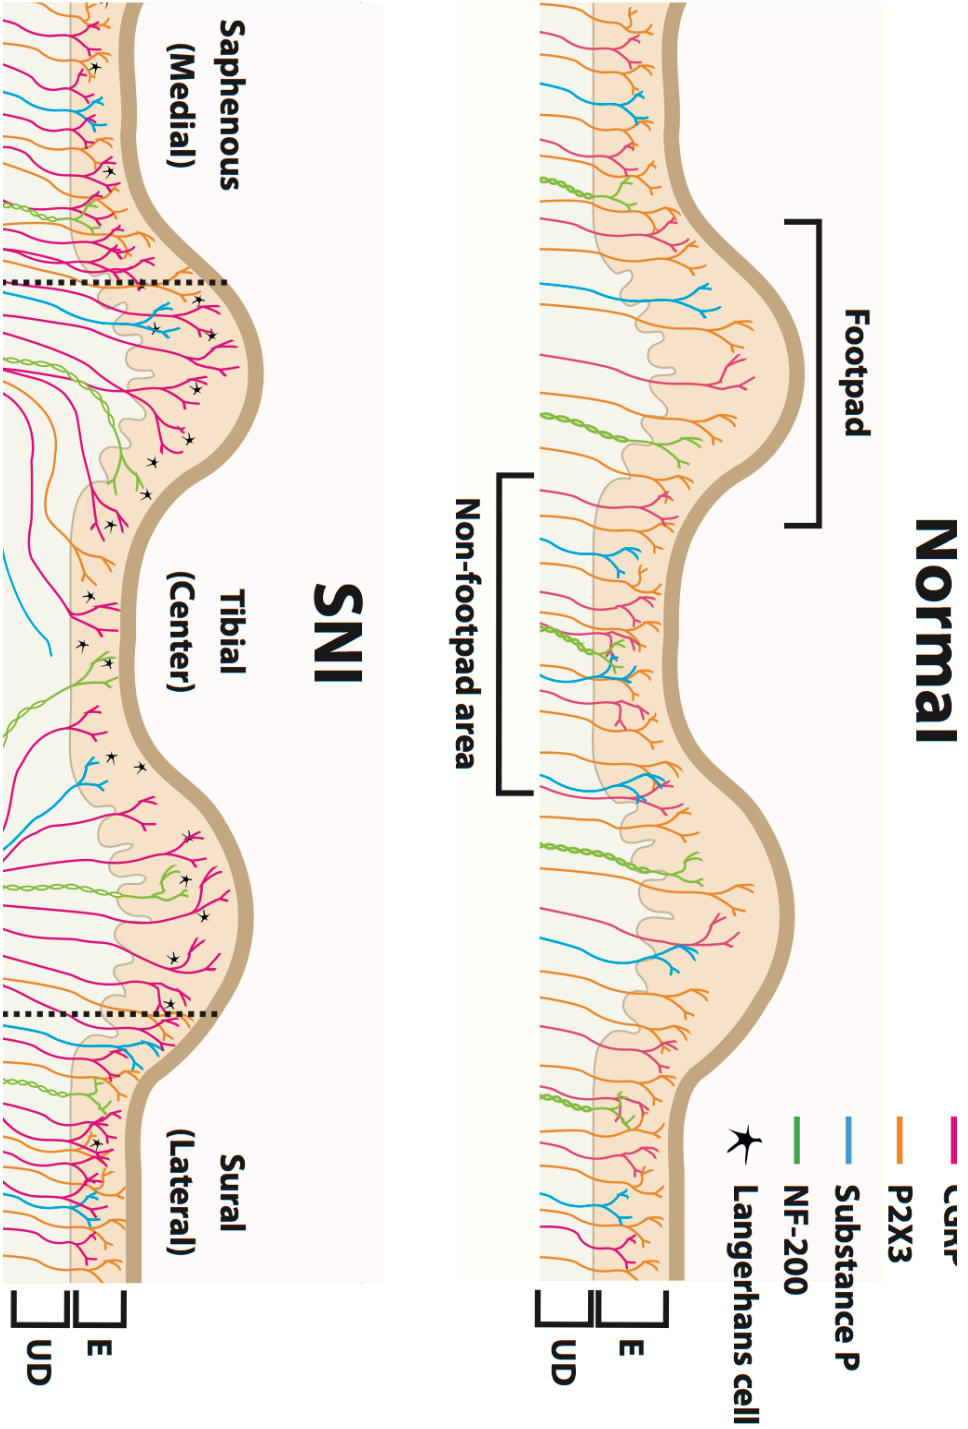 Normal
CGRP
P2X3
Substance P
NF-200
Langerhans cell
Footpad
Non-footpad area
E
UD
SNI
Saphenous
(Medial)
Tibial
(Center)
Sural
(Lateral)
E
UD